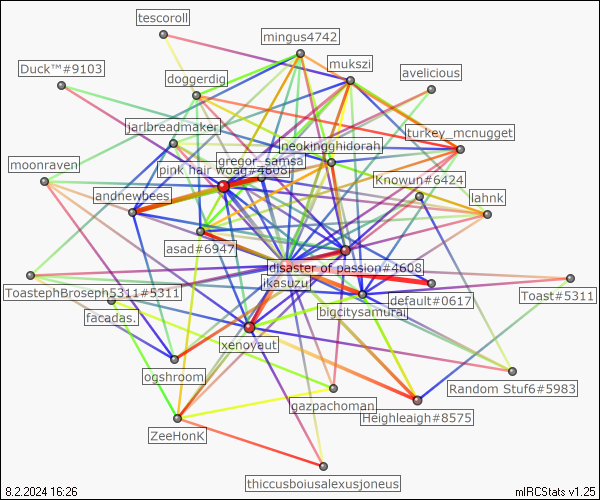 tescoroll
mingus4742
mukszi
Duck™#9103
avelicious
doggerdig
jarlbreadmaker
turkey_mcnugget
neokingghidorah
gregor_samsa
moonraven
pink hair woag#4608
Knowun#6424
andnewbees
lahnk
asad#6947
disaster of passion#4608
ikasuzu
ToastephBroseph5311#5311
Toast#5311
default#0617
facadas.
bigcitysamurai
xenovaut
ogshroom
Random Stuf6#5983
gazpachoman
Heighleaigh#8575
ZeeHonK
thiccusboiusalexusjoneus
8.2.2024 16:26
mIRCStats v1.25